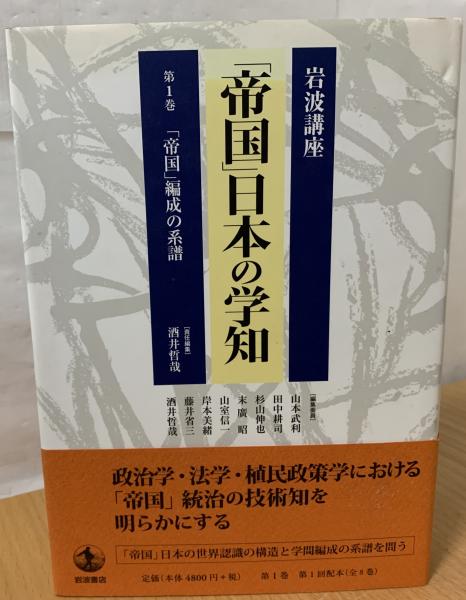 岩波講座
「帝国」日本の学知
第1巻 「帝国」編成の系譜
[責任編集] 酒井哲哉
[編集委員]
山本武利
田中耕司
杉山伸也
末廣 昭
山室信一
岸本美緒
藤井省三
酒井哲哉
政治学・法学・植民政策学における
「帝国」統治の技術知を
明らかにする
「帝国」日本の世界認識の構造と学問編成の系譜を問う
岩波書店
定価(本体4800円+税) 第1巻 第1回配本(全8巻)